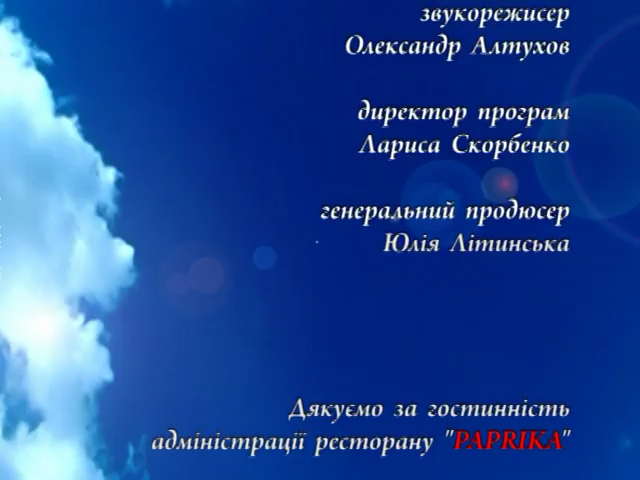 звукорежисер
Олександр Алтухов
директор програм
Лариса Скорбенко
генеральний продюсер
Юлія Літинська
Дякуємо за гостинність
адміністрації ресторану "PAPRIKA"